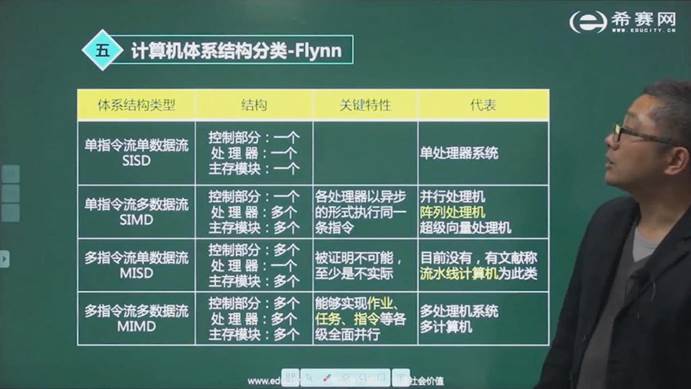 希赛网
WWW.EDUCITY.CN
五 计算机体系结构分类-Flynn
体系结构类型 结构 关键特性 代表
单指令流单数据流
SISD
控制部分：一个
处 理 器：一个
主存模块：一个
单处理器系统
单指令流多数据流
SIMD
控制部分：一个
处 理 器：多个
主存模块：多个
各处理器以异步
的形式执行同一
条指令
并行处理机
阵列处理机
超级向量处理机
多指令流单数据流
MISD
控制部分：多个
处 理 器：一个
主存模块：多个
被证明不可能，
至少是不实际
目前没有，有文献称
流水线计算机为此类
多指令流多数据流
MIMD
控制部分：多个
处 理 器：多个
主存模块：多个
能够实现作业、
任务、指令等各
级全面并行
多处理机系统
多计算机
www.ed
社会价值